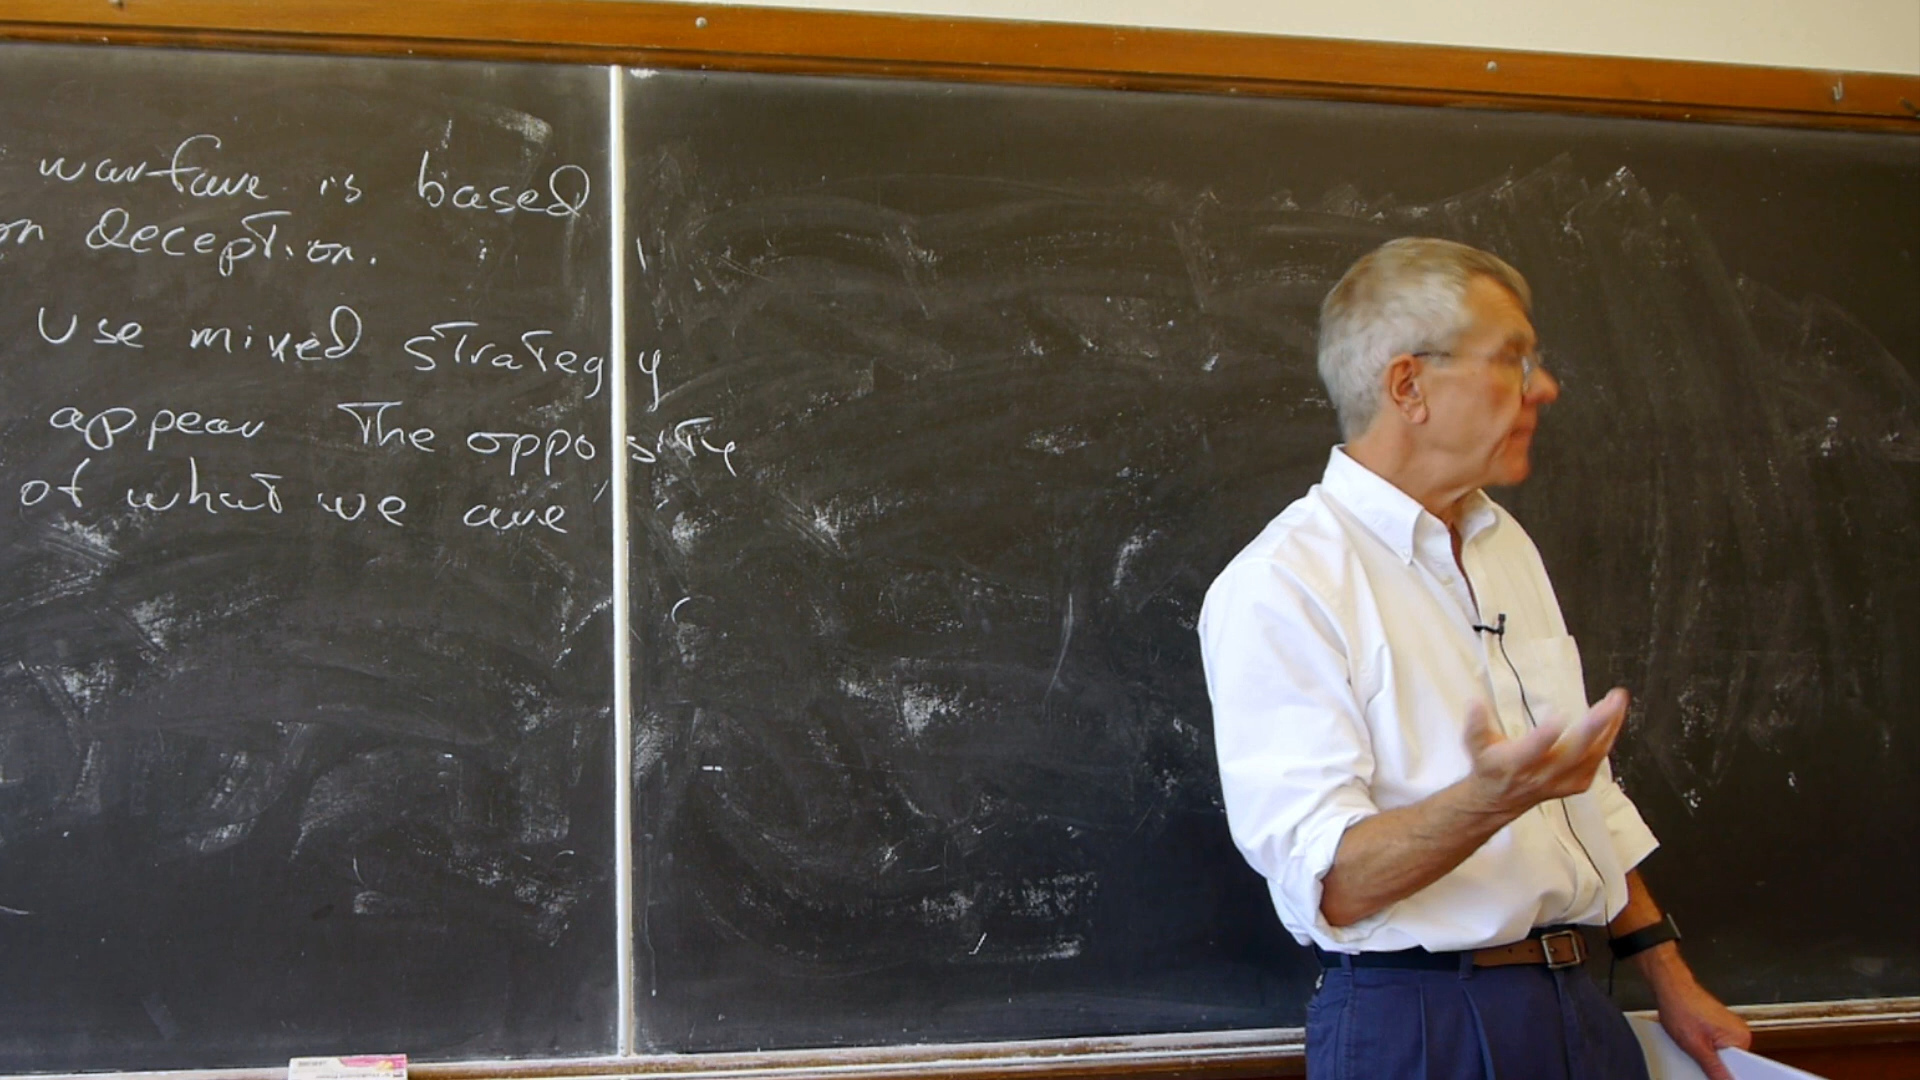 warfare is based
on deception.
Use mixed strategy
appear the opposite
of what we are